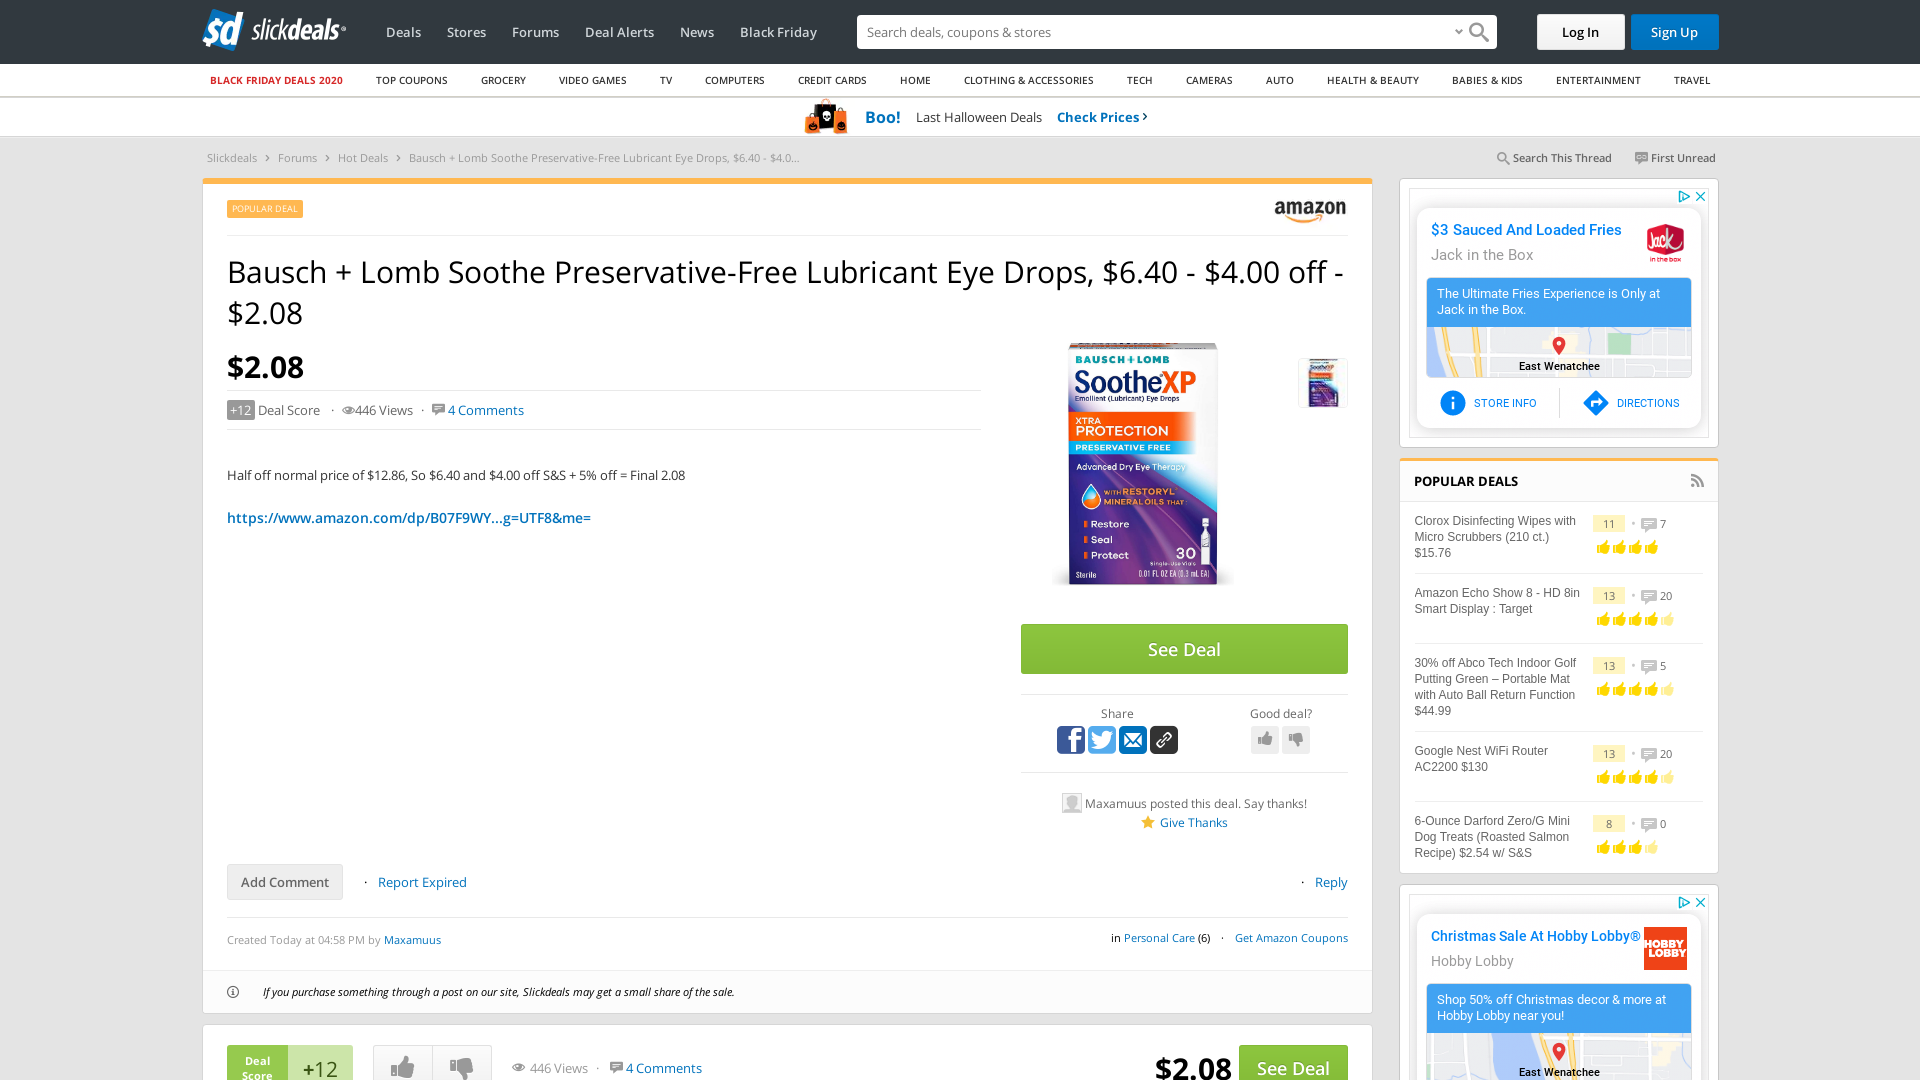 slickdeals
Deals
Stores
Forums
Deal Alerts
News
Black Friday
Search deals, coupons & stores
Log In
Sign Up
BLACK FRIDAY DEALS 2020
TOP COUPONS
GROCERY
VIDEO GAMES
TV
COMPUTERS
CREDIT CARDS
HOME
CLOTHING & ACCESSORIES
TECH
CAMERAS
AUTO
HEALTH & BEAUTY
BABIES & KIDS
ENTERTAINMENT
TRAVEL
Boo! Last Halloween Deals Check Prices ›
Slickdeals › Forums › Hot Deals › Bausch + Lomb Soothe Preservative-Free Lubricant Eye Drops, $6.40 - $4.0...
Search This Thread
First Unread
POPULAR DEAL
amazon
Bausch + Lomb Soothe Preservative-Free Lubricant Eye Drops, $6.40 - $4.00 off -
$2.08
$2.08
+12 Deal Score · 446 Views · 4 Comments
Half off normal price of $12.86, So $6.40 and $4.00 off S&S + 5% off = Final 2.08
https://www.amazon.com/dp/B07F9WY...g=UTF8&me=
BAUSCH+LOMB
SootheXP
Emollient (Lubricant) Eye Drops
XTRA
PROTECTION
PRESERVATIVE FREE
Advanced Dry Eye Therapy
WITH RESTORYL
MINERAL OILS THAT
Restore
Seal
Protect
30
Single-Use Vials
Sterile
0.01 FL OZ EA (0.3 mL EA)
See Deal
Share
Good deal?
Maxamuus posted this deal. Say thanks!
Give Thanks
Add Comment
· Report Expired
· Reply
Created Today at 04:58 PM by Maxamuus
in Personal Care (6) · Get Amazon Coupons
If you purchase something through a post on our site, Slickdeals may get a small share of the sale.
Deal
Score
+12
446 Views · 4 Comments
$2.08
See Deal
$3 Sauced And Loaded Fries
Jack in the Box
Jack
in the box
The Ultimate Fries Experience is Only at
Jack in the Box.
East Wenatchee
STORE INFO
DIRECTIONS
POPULAR DEALS
Clorox Disinfecting Wipes with
Micro Scrubbers (210 ct.)
$15.76
11 • 7
Amazon Echo Show 8 - HD 8in
Smart Display : Target
13 • 20
30% off Abco Tech Indoor Golf
Putting Green – Portable Mat
with Auto Ball Return Function
$44.99
13 • 5
Google Nest WiFi Router
AC2200 $130
13 • 20
6-Ounce Darford Zero/G Mini
Dog Treats (Roasted Salmon
Recipe) $2.54 w/ S&S
8 • 0
Christmas Sale At Hobby Lobby®
Hobby Lobby
HOBBY
LOBBY
Shop 50% off Christmas decor & more at
Hobby Lobby near you!
East Wenatchee